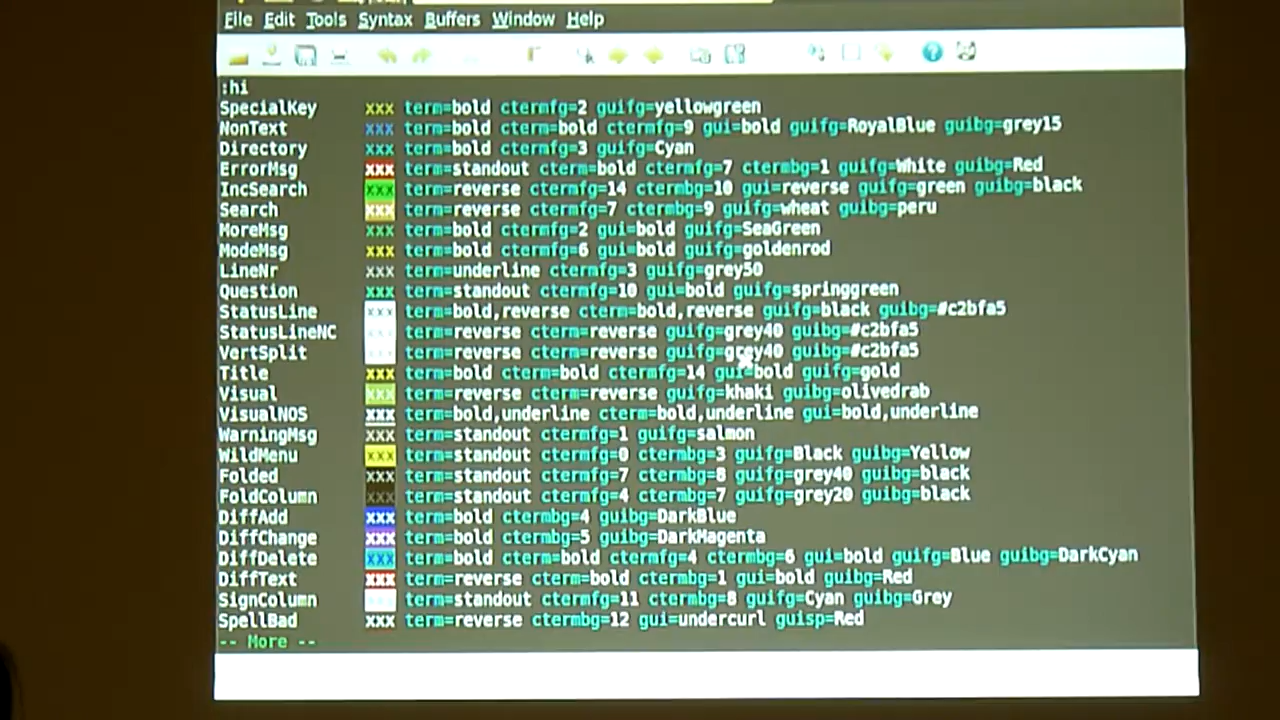 File Edit Tools Syntax Buffers Window Help
:hi
SpecialKey xxx term=bold ctermfg=2 guifg=yellowgreen
NonText xxx term=bold cterm=bold ctermfg=9 gui=bold guifg=RoyalBlue guibg=grey15
Directory xxx term=bold ctermfg=3 guifg=Cyan
ErrorMsg xxx term=standout cterm=bold ctermfg=7 ctermbg=1 guifg=White guibg=Red
IncSearch xxx term=reverse ctermfg=14 ctermbg=10 gui=reverse guifg=green guibg=black
Search xxx term=reverse ctermfg=7 ctermbg=9 guifg=wheat guibg=peru
MoreMsg xxx term=bold ctermfg=2 gui=bold guifg=SeaGreen
ModeMsg xxx term=bold ctermfg=6 gui=bold guifg=goldenrod
LineNr xxx term=underline ctermfg=3 guifg=grey50
Question xxx term=standout ctermfg=10 gui=bold guifg=springgreen
StatusLine xxx term=bold,reverse cterm=bold,reverse guifg=black guibg=#c2bfa5
StatusLineNC xxx term=reverse cterm=reverse guifg=grey40 guibg=#c2bfa5
VertSplit xxx term=reverse cterm=reverse guifg=grey40 guibg=#c2bfa5
Title xxx term=bold cterm=bold ctermfg=14 gui=bold guifg=gold
Visual xxx term=reverse cterm=reverse guifg=khaki guibg=olivedrab
VisualNOS xxx term=bold,underline cterm=bold,underline gui=bold,underline
WarningMsg xxx term=standout ctermfg=1 guifg=salmon
WildMenu xxx term=standout ctermfg=0 ctermbg=3 guifg=Black guibg=Yellow
Folded xxx term=standout ctermfg=7 ctermbg=8 guifg=grey40 guibg=black
FoldColumn xxx term=standout ctermfg=4 ctermbg=7 guifg=grey20 guibg=black
DiffAdd xxx term=bold ctermbg=4 guibg=DarkBlue
DiffChange xxx term=bold ctermbg=5 guibg=DarkMagenta
DiffDelete xxx term=bold cterm=bold ctermfg=4 ctermbg=6 gui=bold guifg=Blue guibg=DarkCyan
DiffText xxx term=reverse cterm=bold ctermbg=1 gui=bold guibg=Red
SignColumn xxx term=standout ctermfg=11 ctermbg=8 guifg=Cyan guibg=Grey
SpellBad xxx term=reverse ctermbg=12 gui=undercurl guisp=Red
-- More --